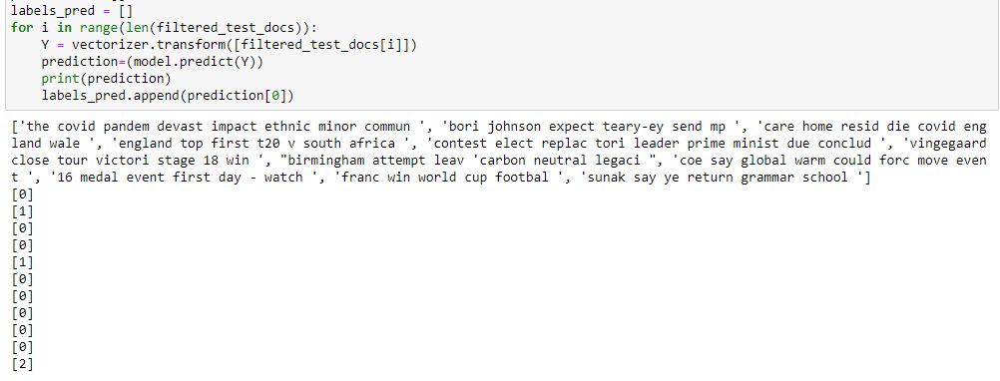 labels_pred = []
for i in range(len(filtered_test_docs)):
    Y = vectorizer.transform([filtered_test_docs[i]])
    prediction=(model.predict(Y))
    print(prediction)
    labels_pred.append(prediction[0])
['the covid pandem devast impact ethnic minor commun ', 'bori johnson expect teary-ey send mp ', 'care home resid die covid eng
land wale ', 'england top first t20 v south africa ', 'contest elect replac tori leader prime minist due conclud ', 'vingegaard
close tour victori stage 18 win ', "birmingham attempt leav 'carbon neutral legaci ", 'coe say global warm could forc move even
t ', '16 medal event first day - watch ', 'franc win world cup footbal ', 'sunak say ye return grammar school ']
[0]
[1]
[0]
[0]
[1]
[0]
[0]
[0]
[0]
[0]
[2]